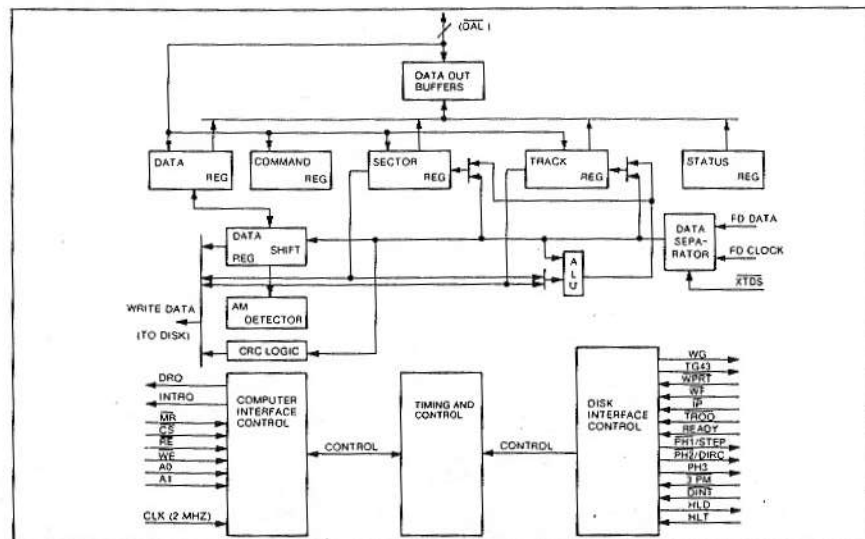 (DAL)
DATA OUT
BUFFERS
DATA
REG
COMMAND
REG
SECTOR
REG
TRACK
REG
STATUS
REG
DATA
SHIFT
REG
DATA
SEPA-
RATOR
FD DATA
FD CLOCK
XTDS
A
L
U
WRITE DATA
(TO DISK)
AM
DETECTOR
CRC LOGIC
DRQ
INTRQ
MR
CS
RE
WE
A0
A1
CLK (2 MHZ)
COMPUTER
INTERFACE
CONTROL
CONTROL
TIMING AND
CONTROL
CONTROL
DISK
INTERFACE
CONTROL
WG
TG43
WPRT
WF
IP
TROO
READY
PH1/STEP
PH2/DIRC
PH3
3 PM
DINT
HLD
HLT